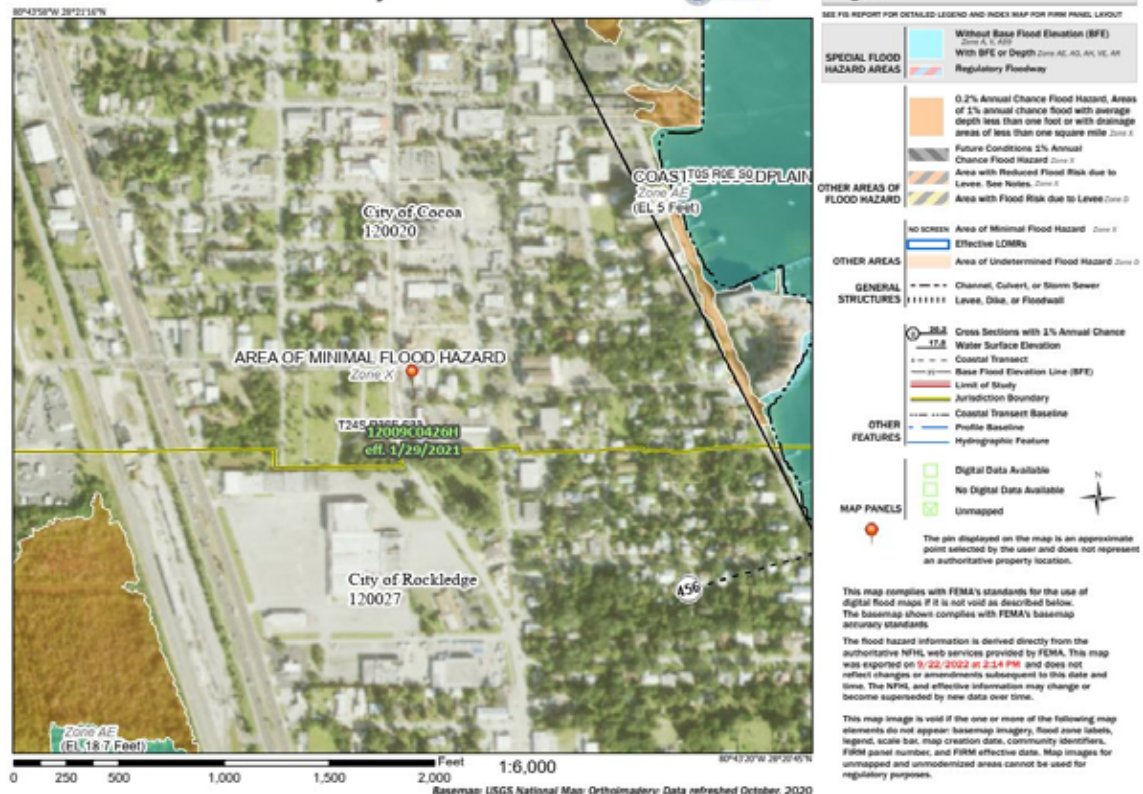 80°43'58"W 28°21'16"N
SEE FIS REPORT FOR DETAILED LEGEND AND INDEX MAP FOR FIRM PANEL LAYOUT
SPECIAL FLOOD
HAZARD AREAS
Without Base Flood Elevation (BFE)
Zone A, V, A99
With BFE or Depth Zone AE, AO, AH, VE, AR
Regulatory Floodway
0.2% Annual Chance Flood Hazard, Areas
of 1% annual chance flood with average
depth less than one foot or with drainage
areas of less than one square mile Zone X
Future Conditions 1% Annual
Chance Flood Hazard Zone X
Area with Reduced Flood Risk due to
Levee. See Notes. Zone X
Area with Flood Risk due to Levee Zone D
OTHER AREAS OF
FLOOD HAZARD
NO SCREEN Area of Minimal Flood Hazard Zone X
Effective LOMRs
OTHER AREAS
Area of Undetermined Flood Hazard Zone D
GENERAL
STRUCTURES
Channel, Culvert, or Storm Sewer
Levee, Dike, or Floodwall
20.2 Cross Sections with 1% Annual Chance
17.5 Water Surface Elevation
Coastal Transect
Base Flood Elevation Line (BFE)
Limit of Study
Jurisdiction Boundary
Coastal Transect Baseline
OTHER
FEATURES
Profile Baseline
Hydrographic Feature
Digital Data Available
No Digital Data Available
Unmapped
MAP PANELS
N
The pin displayed on the map is an approximate
point selected by the user and does not represent
an authoritative property location.
This map complies with FEMA's standards for the use of
digital flood maps if it is not void as described below.
The basemap shown complies with FEMA's basemap
accuracy standards
The flood hazard information is derived directly from the
authoritative NFHL web services provided by FEMA. This map
was exported on 9/22/2022 at 2:14 PM and does not
reflect changes or amendments subsequent to this date and
time. The NFHL and effective information may change or
become superseded by new data over time.
This map image is void if the one or more of the following map
elements do not appear: basemap imagery, flood zone labels,
legend, scale bar, map creation date, community identifiers,
FIRM panel number, and FIRM effective date. Map images for
unmapped and unmodernized areas cannot be used for
regulatory purposes.
Zone AE
(EL 5 Feet)
City of Cocoa
120020
AREA OF MINIMAL FLOOD HAZARD
Zone X
12009C0426H
eff. 1/29/2021
City of Rockledge
120027
456
Zone AE
(EL 18.7 Feet)
80°43'20"W 28°20'45"N
0 250 500 1,000 1,500 2,000 Feet 1:6,000
Basemap: USGS National Map: Orthoimagery: Data refreshed October, 2020